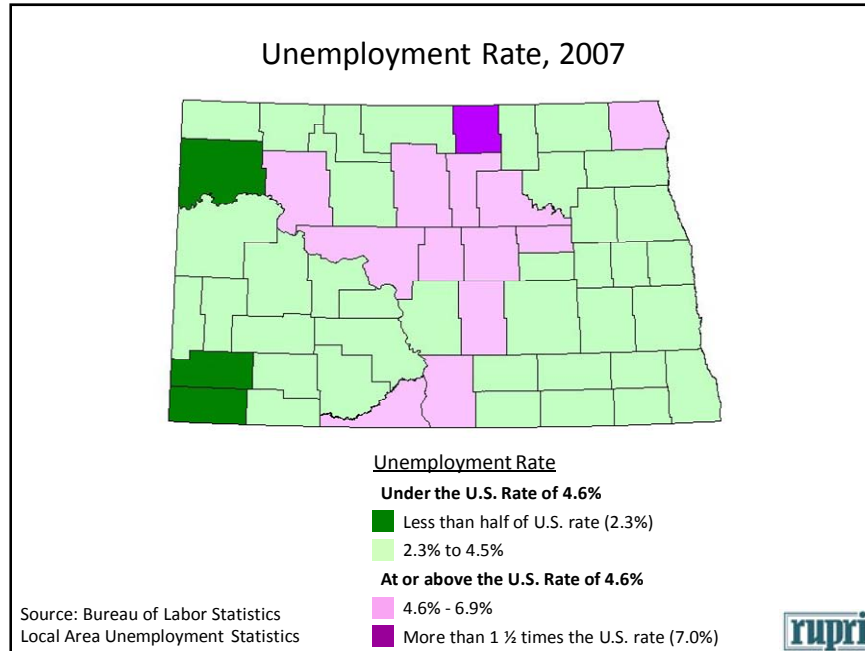 Unemployment Rate, 2007
Unemployment Rate
Under the U.S. Rate of 4.6%
Less than half of U.S. rate (2.3%)
2.3% to 4.5%
At or above the U.S. Rate of 4.6%
4.6% - 6.9%
More than 1 ½ times the U.S. rate (7.0%)
Source: Bureau of Labor Statistics
Local Area Unemployment Statistics
rupri